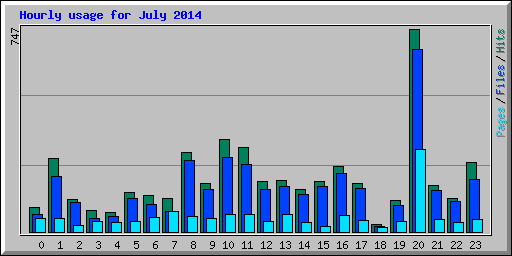 Hourly usage for July 2014
747
Pages / Files / Hits
0 1 2 3 4 5 6 7 8 9 10 11 12 13 14 15 16 17 18 19 20 21 22 23